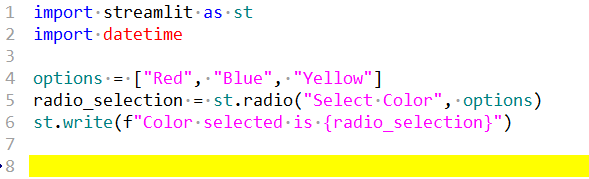 1 import streamlit as st
2 import datetime
3
4 options = ["Red", "Blue", "Yellow"]
5 radio_selection = st.radio("Select Color", options)
6 st.write(f"Color selected is {radio_selection}")
7
8